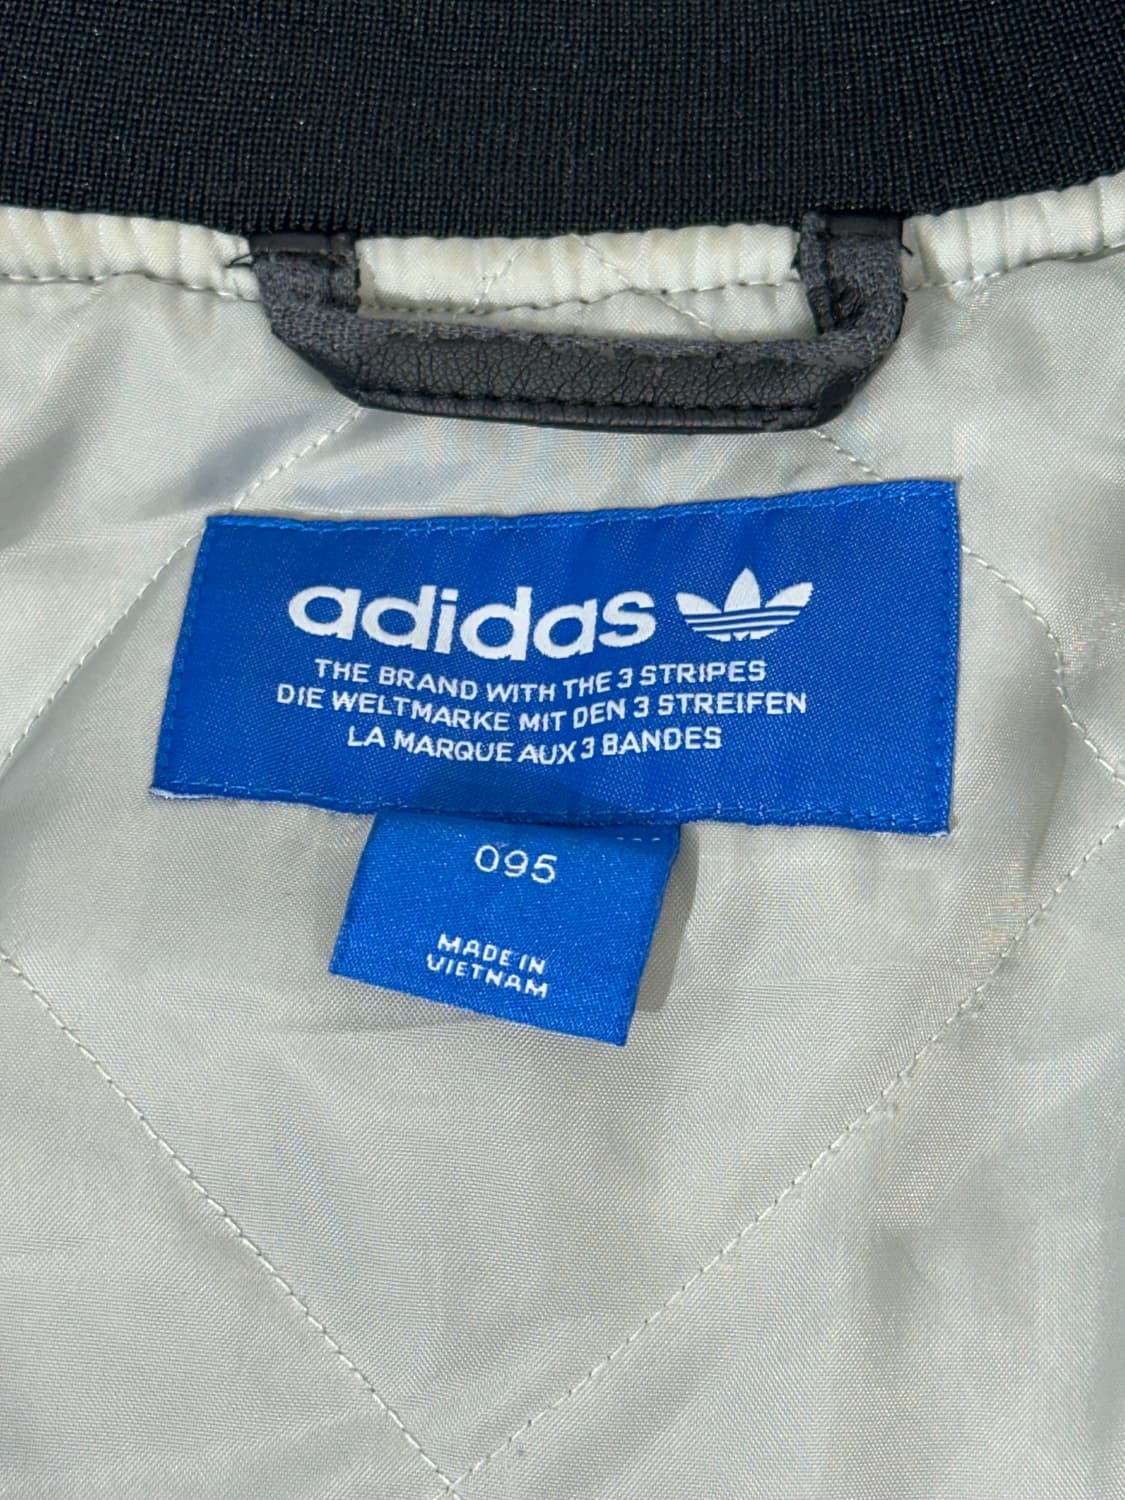 adidas
THE BRAND WITH THE 3 STRIPES
DIE WELTMARKE MIT DEN 3 STREIFEN
LA MARQUE AUX 3 BANDES
095
MADE IN
VIETNAM